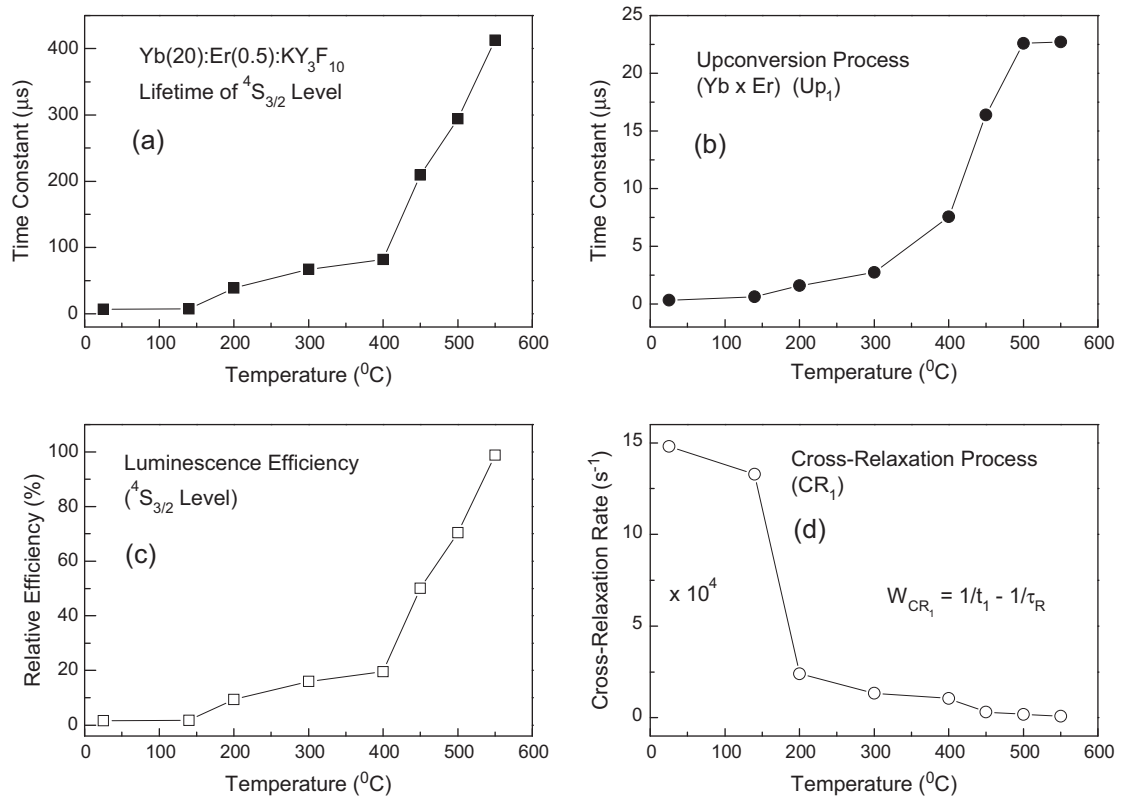 Yb(20):Er(0.5):KY₃F₁₀
Lifetime of ⁴S₃/₂ Level
(a)
Time Constant (μs)
400
300
200
100
0
0 100 200 300 400 500 600
Temperature (⁰C)
Upconversion Process
(Yb x Er) (Up₁)
(b)
Time Constant (μs)
25
20
15
10
5
0
0 100 200 300 400 500 600
Temperature (⁰C)
Luminescence Efficiency
(⁴S₃/₂ Level)
(c)
Relative Efficiency (%)
100
80
60
40
20
0
0 100 200 300 400 500 600
Temperature (⁰C)
Cross-Relaxation Process
(CR₁)
(d)
x 10⁴
W_CR₁ = 1/t₁ - 1/τ_R
Cross-Relaxation Rate (s⁻¹)
15
10
5
0
0 100 200 300 400 500 600
Temperature (⁰C)